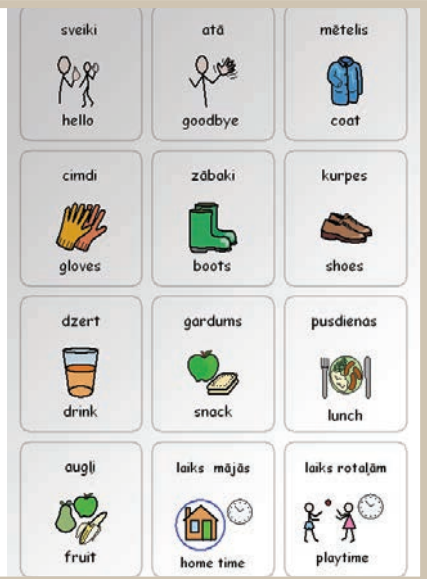 sveiki
hello
atā
goodbye
mētelis
coat
cimdi
gloves
zābaki
boots
kurpes
shoes
dzert
drink
gardums
snack
pusdienas
lunch
augļi
fruit
laiks mājās
home time
laiks rotaļām
playtime